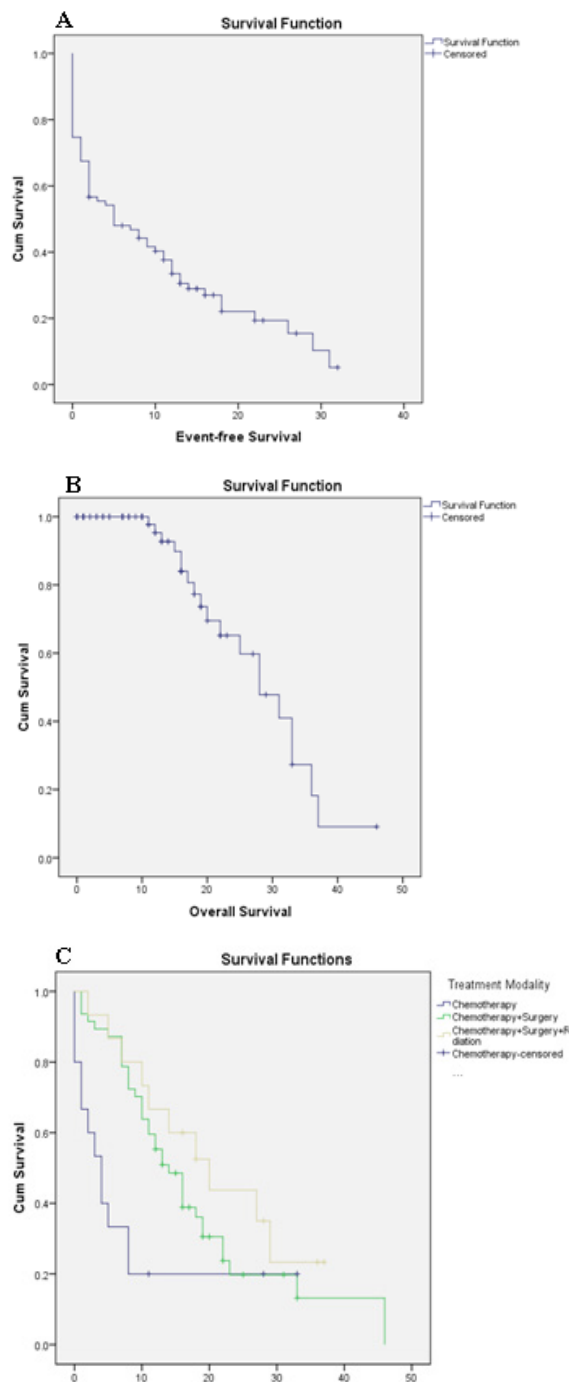 A
Survival Function
Survival Function
Censored
1.0
0.8
0.6
0.4
0.2
0.0
Cum Survival
0 10 20 30 40
Event-free Survival
B
Survival Function
Survival Function
Censored
1.0
0.8
0.6
0.4
0.2
0.0
Cum Survival
0 10 20 30 40 50
Overall Survival
C
Survival Functions
Treatment Modality
Chemotherapy
Chemotherapy+Surgery
Chemotherapy+Surgery+R
diation
Chemotherapy-censored
...
1.0
0.8
0.6
0.4
0.2
0.0
Cum Survival
0 10 20 30 40 50